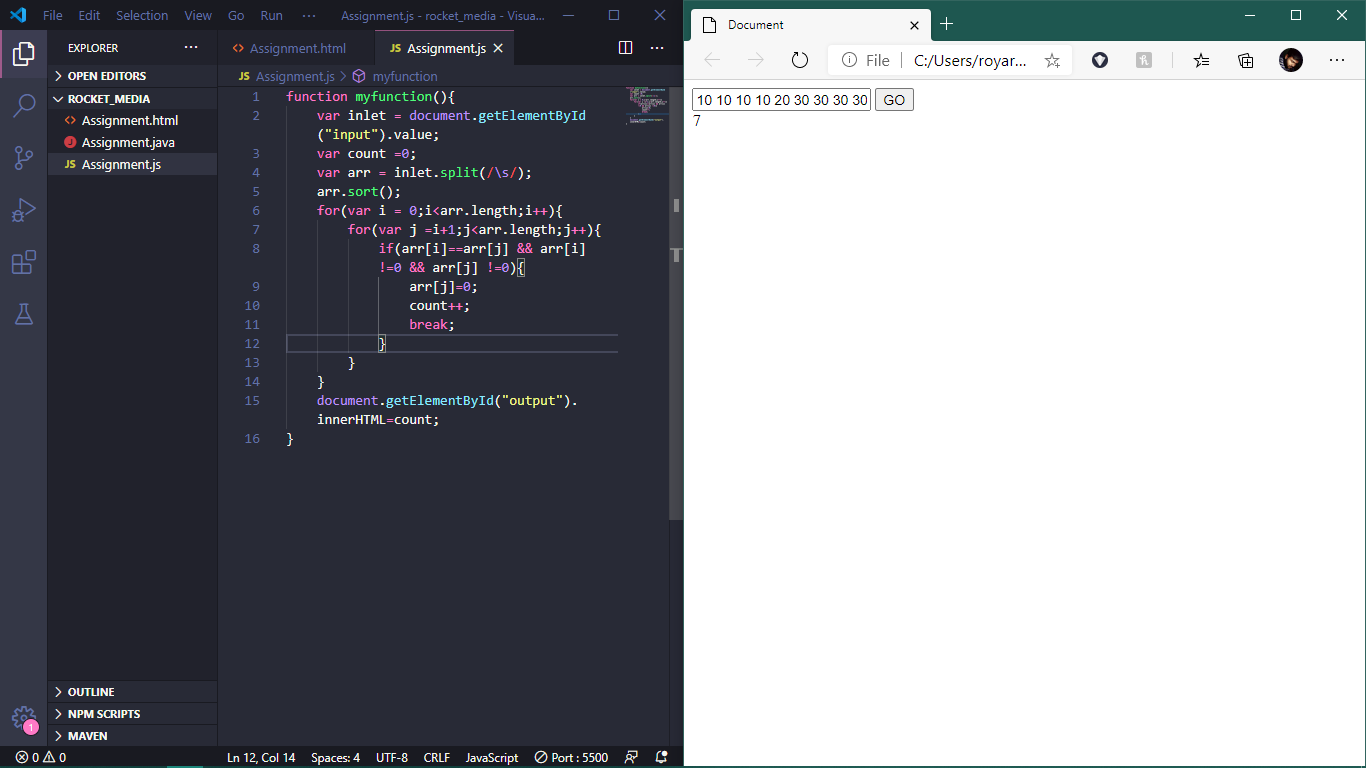 File Edit Selection View Go Run ··· Assignment.js - rocket_media - Visua...
EXPLORER ···
OPEN EDITORS
ROCKET_MEDIA
<> Assignment.html
J Assignment.java
JS Assignment.js
OUTLINE
NPM SCRIPTS
MAVEN
1
<> Assignment.html JS Assignment.js
JS Assignment.js > myfunction
1 function myfunction(){
2 var inlet = document.getElementById
("input").value;
3 var count =0;
4 var arr = inlet.split(/\s/);
5 arr.sort();
6 for(var i = 0;i<arr.length;i++){
7 for(var j =i+1;j<arr.length;j++){
8 if(arr[i]==arr[j] && arr[i]
!=0 && arr[j] !=0){
9 arr[j]=0;
10 count++;
11 break;
12 }
13 }
14 }
15 document.getElementById("output").
innerHTML=count;
16 }
0 0 Ln 12, Col 14 Spaces: 4 UTF-8 CRLF JavaScript Port : 5500
Document
File | C:/Users/royar...
10 10 10 10 20 30 30 30 30 GO
7